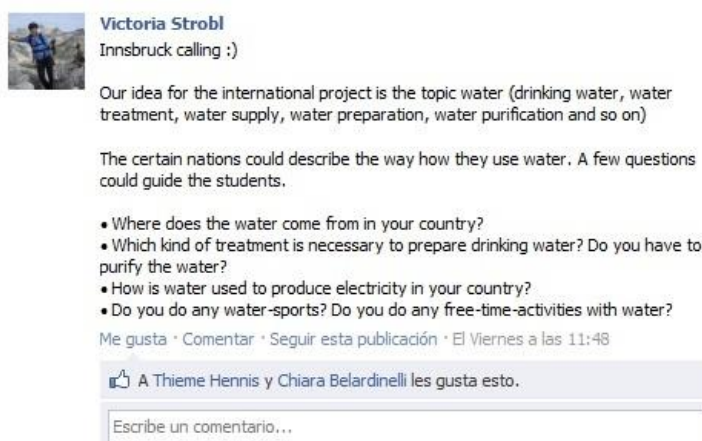 Victoria Strobl
Innsbruck calling :)
Our idea for the international project is the topic water (drinking water, water
treatment, water supply, water preparation, water purification and so on)
The certain nations could describe the way how they use water. A few questions
could guide the students.
• Where does the water come from in your country?
• Which kind of treatment is necessary to prepare drinking water? Do you have to
purify the water?
• How is water used to produce electricity in your country?
• Do you do any water-sports? Do you do any free-time-activities with water?
Me gusta · Comentar · Seguir esta publicación · El Viernes a las 11:48
A Thieme Hennis y Chiara Belardinelli les gusta esto.
Escribe un comentario...